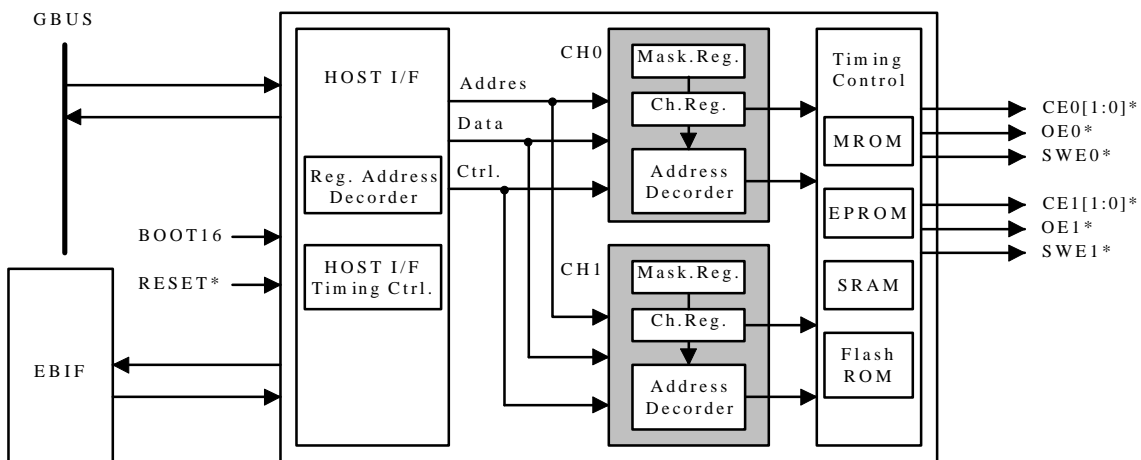 GBUS
BOOT16
RESET*
EBIF
HOST I/F
Reg. Address
Decorder
HOST I/F
Timing Ctrl.
Addres
Data
Ctrl.
CH0
Mask.Reg.
Ch.Reg.
Address
Decorder
CH1
Mask.Reg.
Ch.Reg.
Address
Decorder
Timing
Control
MROM
EPROM
SRAM
Flash
ROM
CE0[1:0]*
OE0*
SWE0*
CE1[1:0]*
OE1*
SWE1*